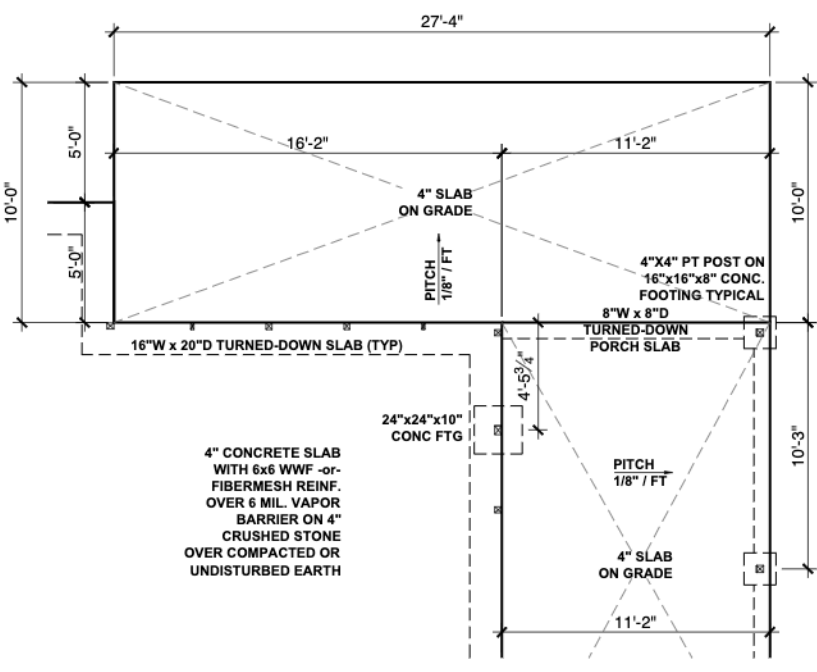 27'-4"
5'-0"
16'-2"
11'-2"
10'-0"
4" SLAB
ON GRADE
10'-0"
5'-0"
PITCH
1/8" / FT
4"X4" PT POST ON
16"x16"x8" CONC.
FOOTING TYPICAL
8"W x 8"D
TURNED-DOWN
PORCH SLAB
16"W x 20"D TURNED-DOWN SLAB (TYP)
4'-5 3/4"
24"x24"x10"
CONC FTG
10'-3"
4" CONCRETE SLAB
WITH 6x6 WWF -or-
FIBERMESH REINF.
OVER 6 MIL. VAPOR
BARRIER ON 4"
CRUSHED STONE
OVER COMPACTED OR
UNDISTURBED EARTH
PITCH
1/8" / FT
4" SLAB
ON GRADE
11'-2"